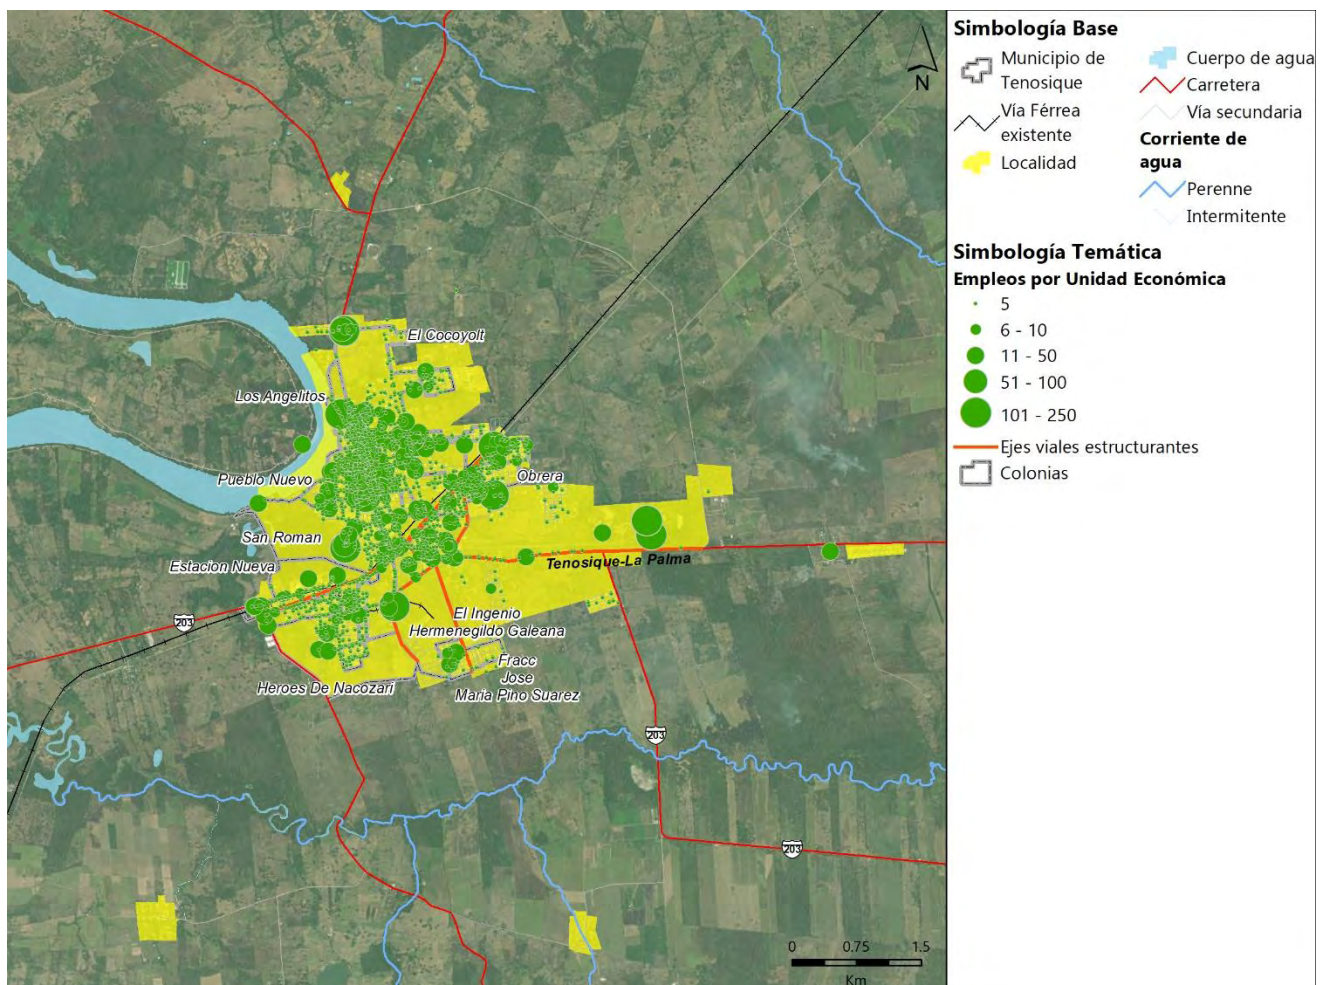 N
El Cocoyolt
Los Angelitos
Pueblo Nuevo
Obrera
San Roman
Estacion Nueva
Tenosique-La Palma
203
El Ingenio
Hermenegildo Galeana
Fracc
Jose
Maria Pino Suarez
Heroes De Nacozari
203
203
0 0.75 1.5
Km
Simbología Base
Municipio de
Tenosique
Vía Férrea
existente
Localidad
Cuerpo de agua
Carretera
Vía secundaria
Corriente de
agua
Perenne
Intermitente
Simbología Temática
Empleos por Unidad Económica
5
6 - 10
11 - 50
51 - 100
101 - 250
Ejes viales estructurantes
Colonias